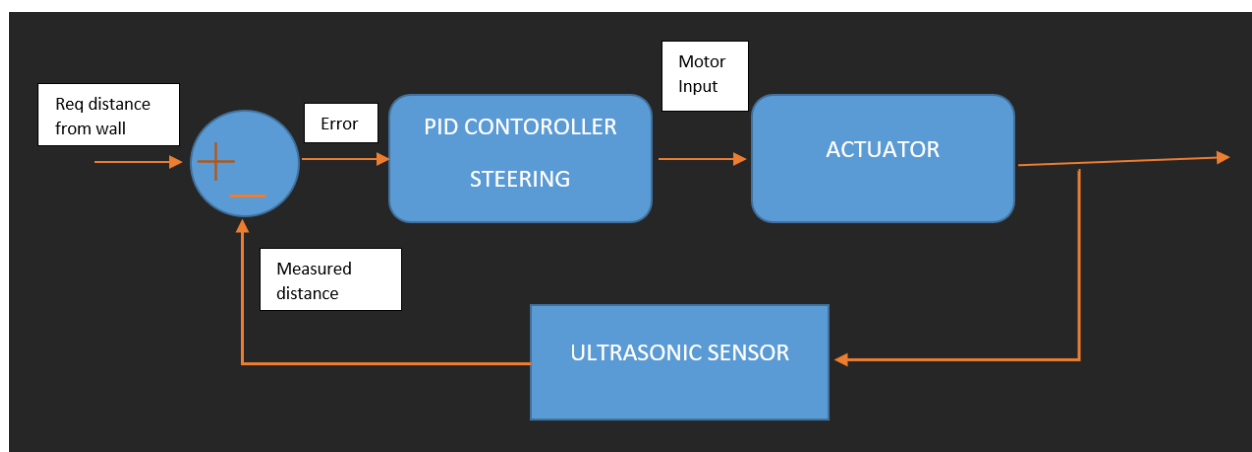 Req distance
from wall
Error
PID CONTOROLLER
STEERING
Motor
Input
ACTUATOR
+
−
Measured
distance
ULTRASONIC SENSOR